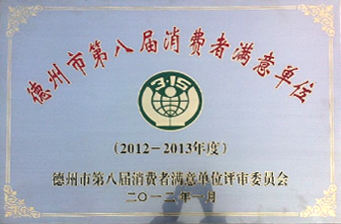 德州市第八届消费者满意单位
3·15
(2012-2013年度)
德州市第八届消费者满意单位评审委员会
二〇一二年一月